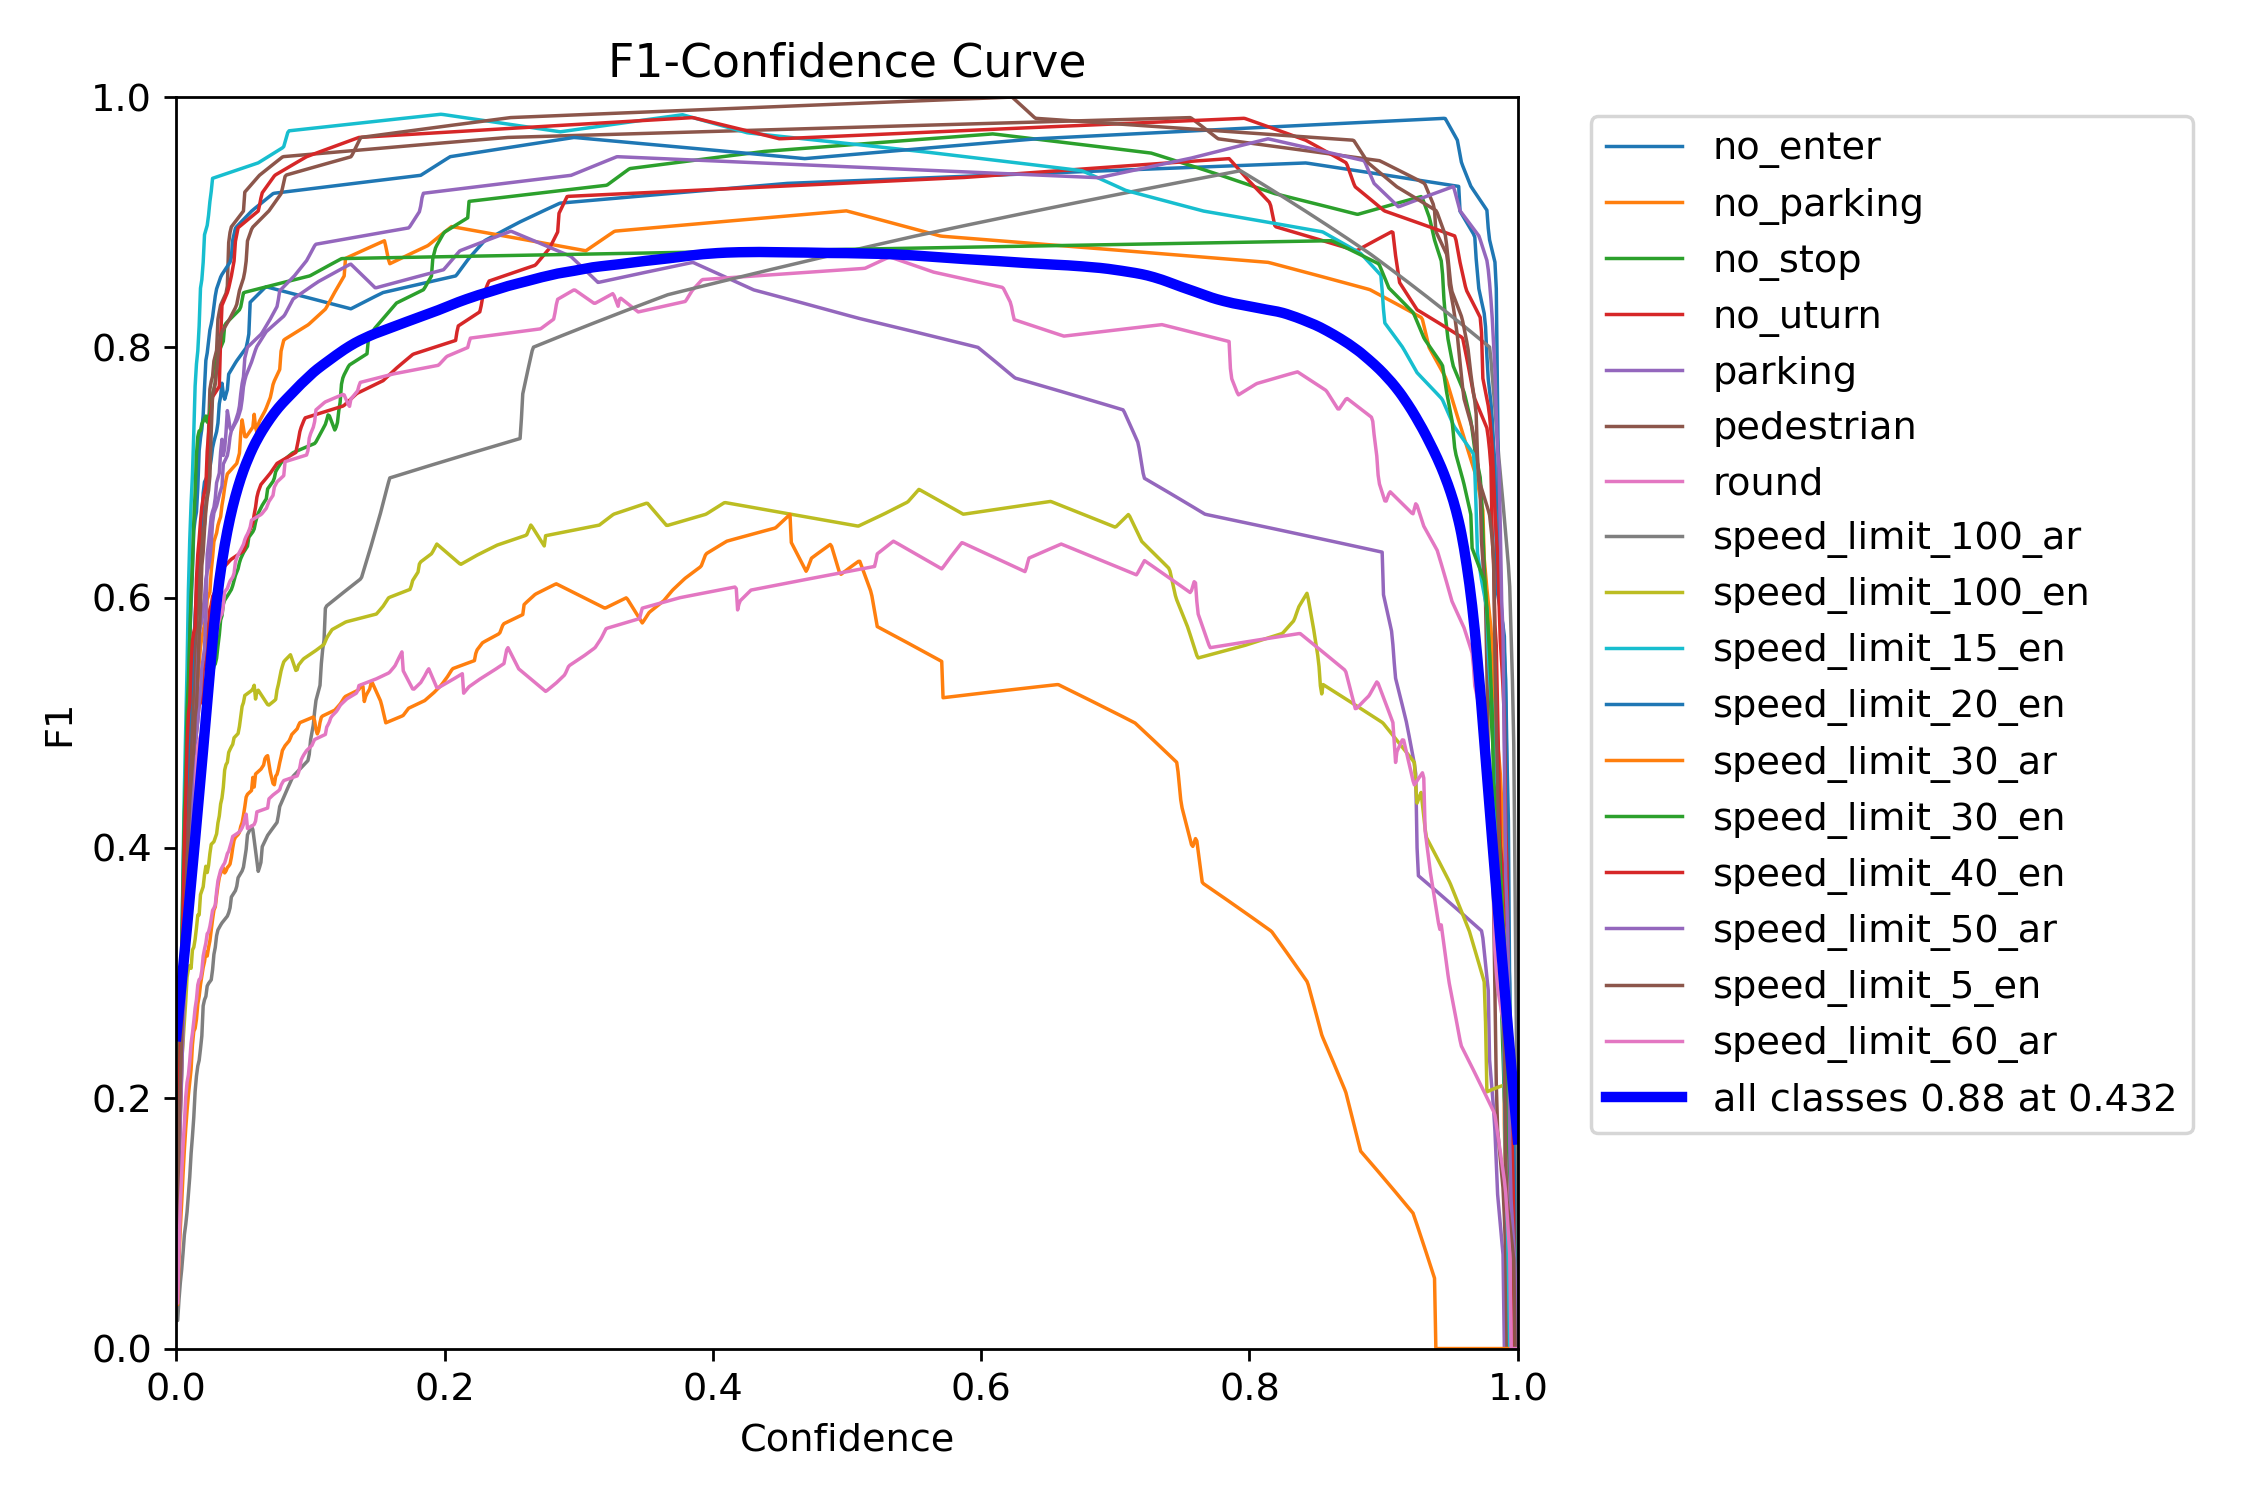 F1-Confidence Curve
1.0
0.8
0.6
0.4
0.2
0.0
F1
0.0 0.2 0.4 0.6 0.8 1.0
Confidence
no_enter
no_parking
no_stop
no_uturn
parking
pedestrian
round
speed_limit_100_ar
speed_limit_100_en
speed_limit_15_en
speed_limit_20_en
speed_limit_30_ar
speed_limit_30_en
speed_limit_40_en
speed_limit_50_ar
speed_limit_5_en
speed_limit_60_ar
all classes 0.88 at 0.432